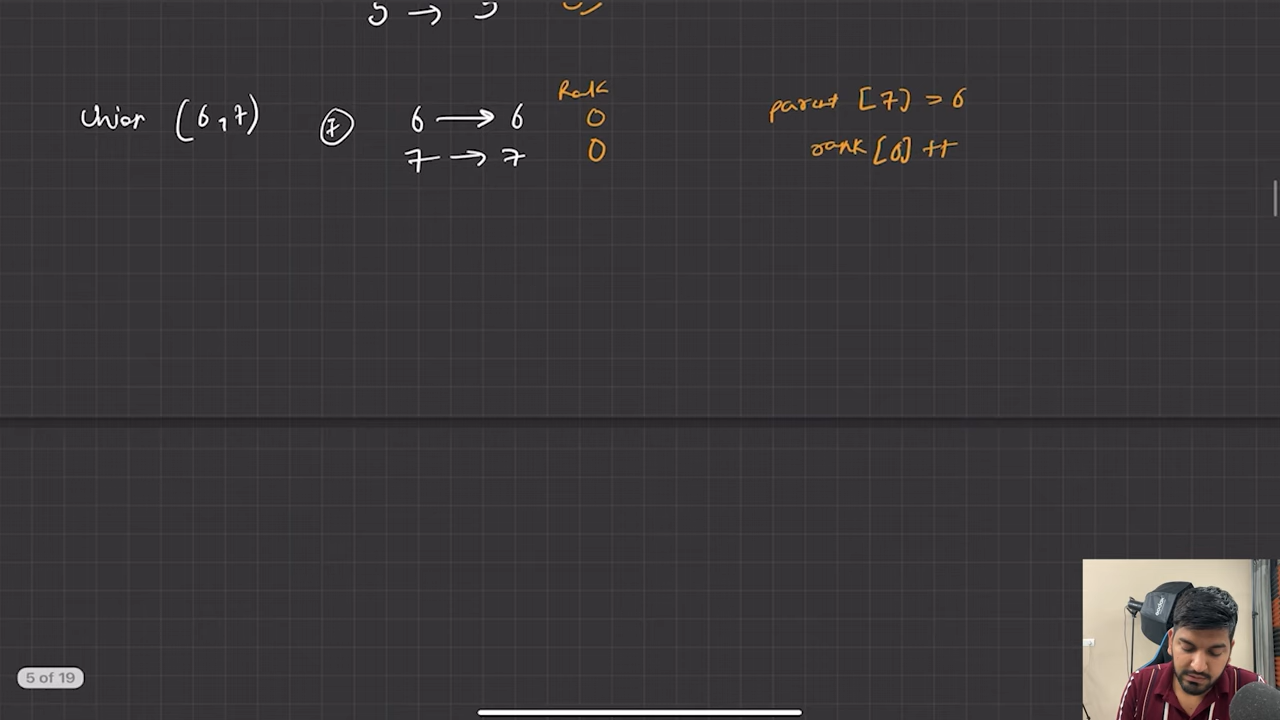 5 → 5
Rank
Union (6,7) 7 6 → 6 0 parent [7] = 6
7 → 7 0 rank [6] ++
5 of 19